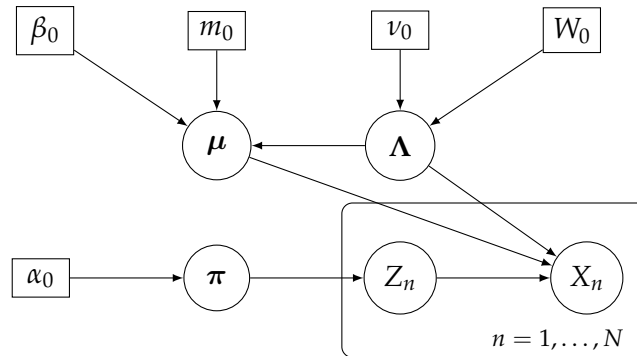 β₀ m₀ ν₀ W₀
μ Λ
α₀ π Zₙ Xₙ
n = 1, . . . , N